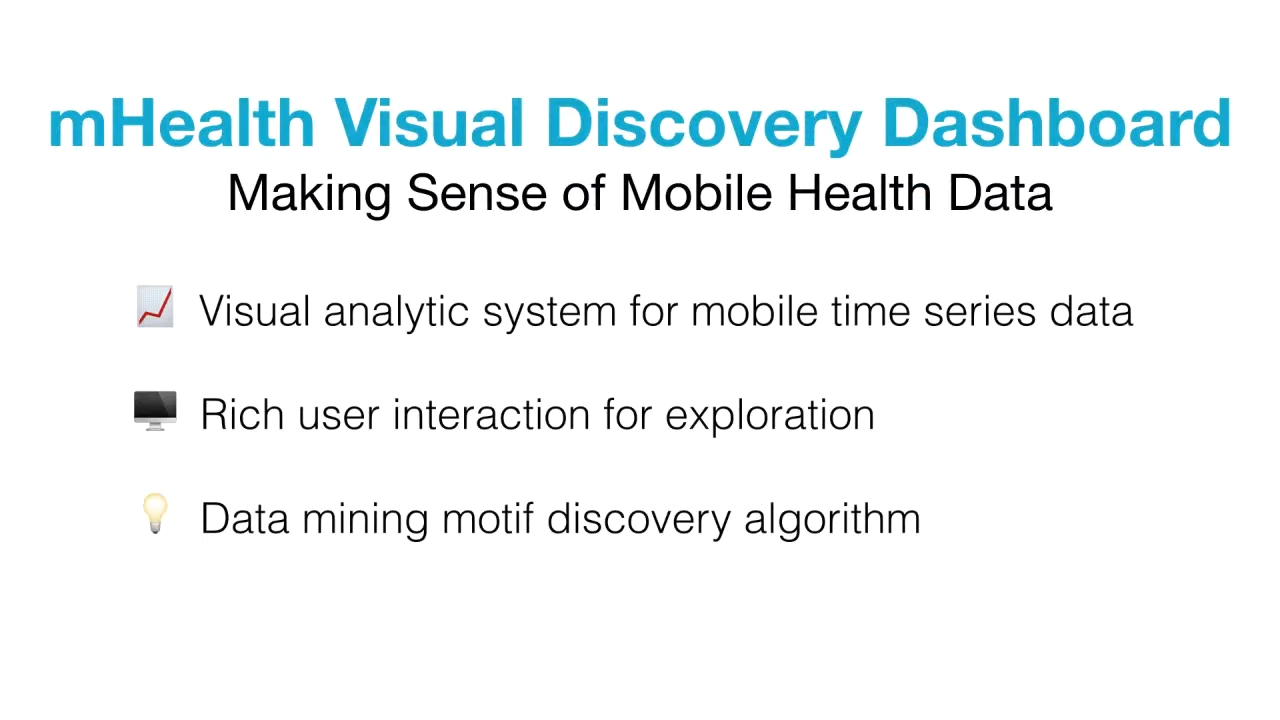 mHealth Visual Discovery Dashboard
Making Sense of Mobile Health Data
Visual analytic system for mobile time series data
Rich user interaction for exploration
Data mining motif discovery algorithm